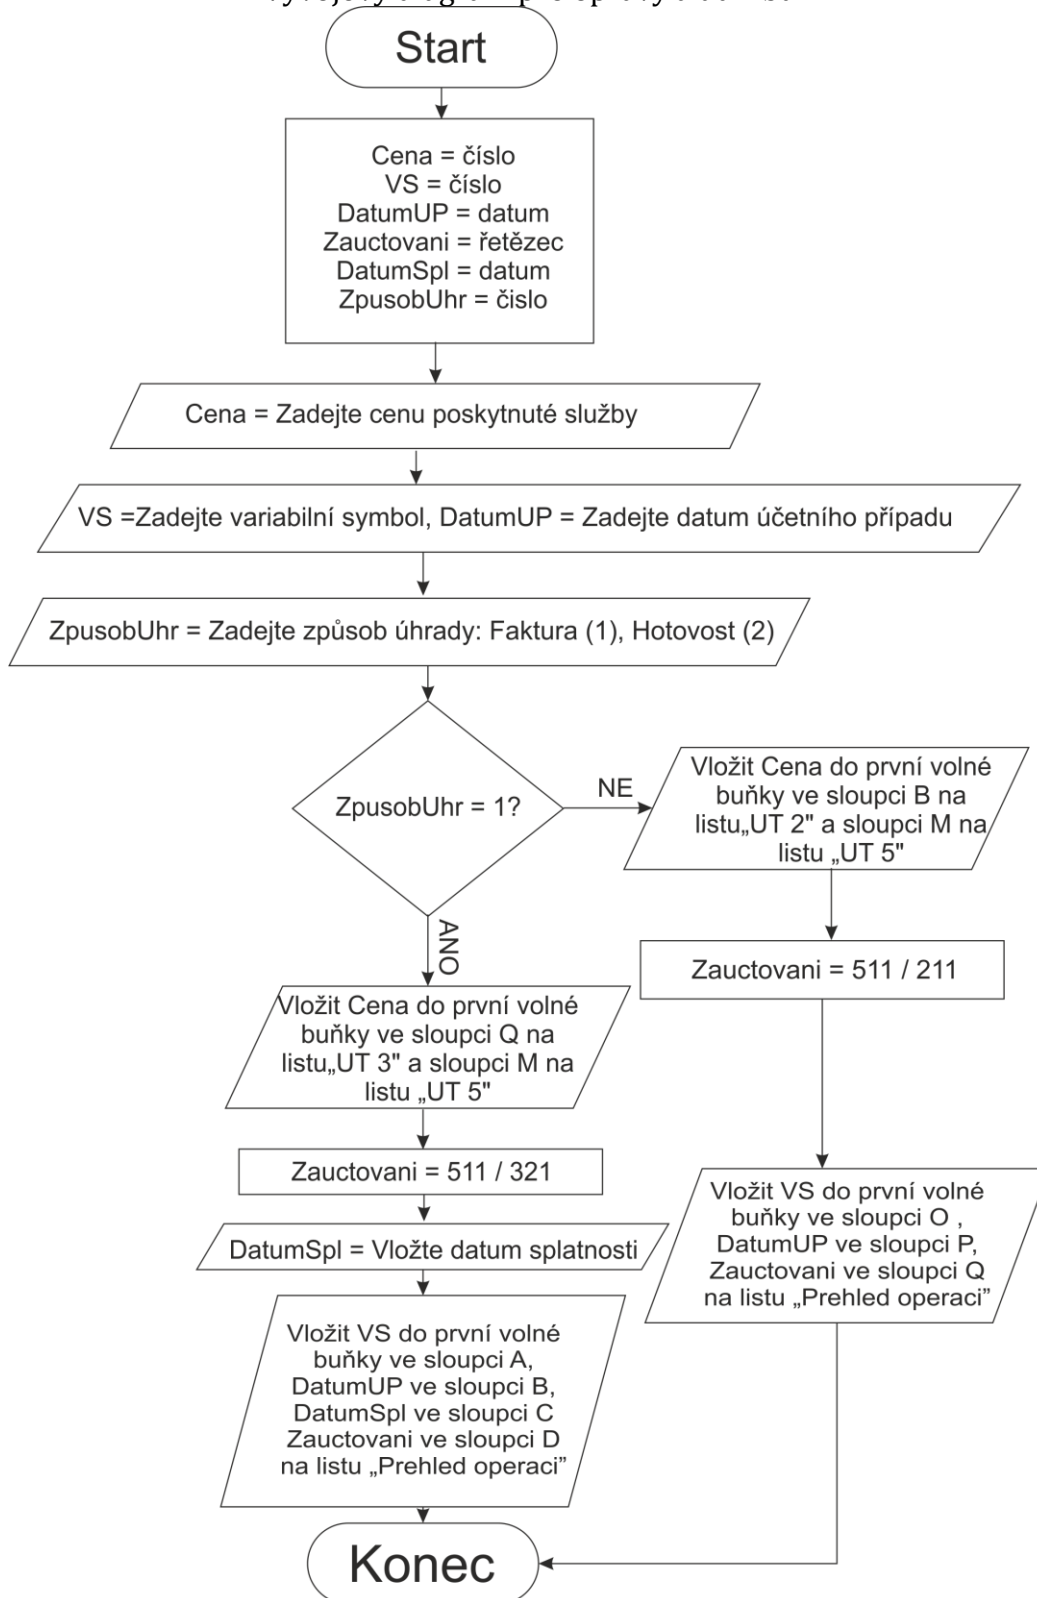 Start
Cena = číslo
VS = číslo
DatumUP = datum
Zauctovani = řetězec
DatumSpl = datum
ZpusobUhr = čislo
Cena = Zadejte cenu poskytnuté služby
VS =Zadejte variabilní symbol, DatumUP = Zadejte datum účetního případu
ZpusobUhr = Zadejte způsob úhrady: Faktura (1), Hotovost (2)
ZpusobUhr = 1?
NE
Vložit Cena do první volné
buňky ve sloupci B na
listu„UT 2" a sloupci M na
listu „UT 5"
Zauctovani = 511 / 211
Vložit VS do první volné
buňky ve sloupci O ,
DatumUP ve sloupci P,
Zauctovani ve sloupci Q
na listu „Prehled operaci”
ANO
Vložit Cena do první volné
buňky ve sloupci Q na
listu„UT 3" a sloupci M na
listu „UT 5"
Zauctovani = 511 / 321
DatumSpl = Vložte datum splatnosti
Vložit VS do první volné
buňky ve sloupci A,
DatumUP ve sloupci B,
DatumSpl ve sloupci C
Zauctovani ve sloupci D
na listu „Prehled operaci”
Konec